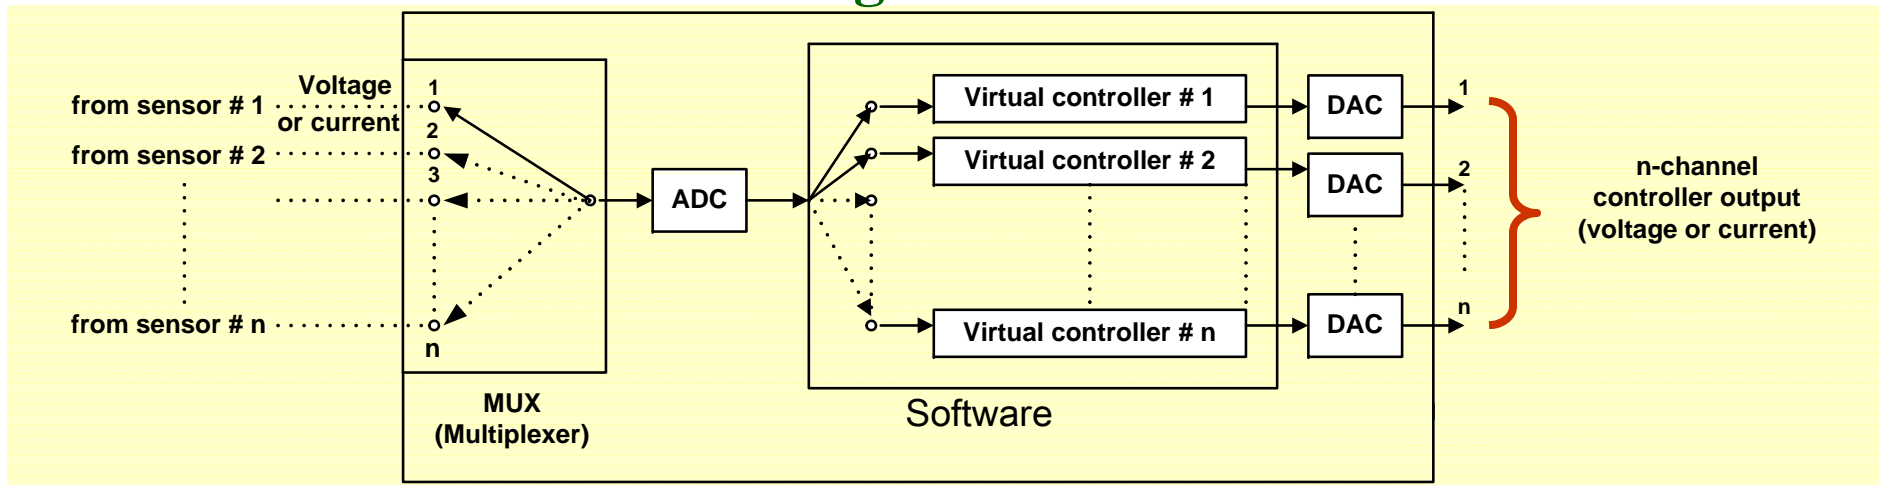 from sensor # 1
Voltage
or current
from sensor # 2
from sensor # n
1
2
3
n
MUX
(Multiplexer)
ADC
Virtual controller # 1
Virtual controller # 2
Virtual controller # n
Software
DAC
DAC
DAC
1
2
n
n-channel
controller output
(voltage or current)